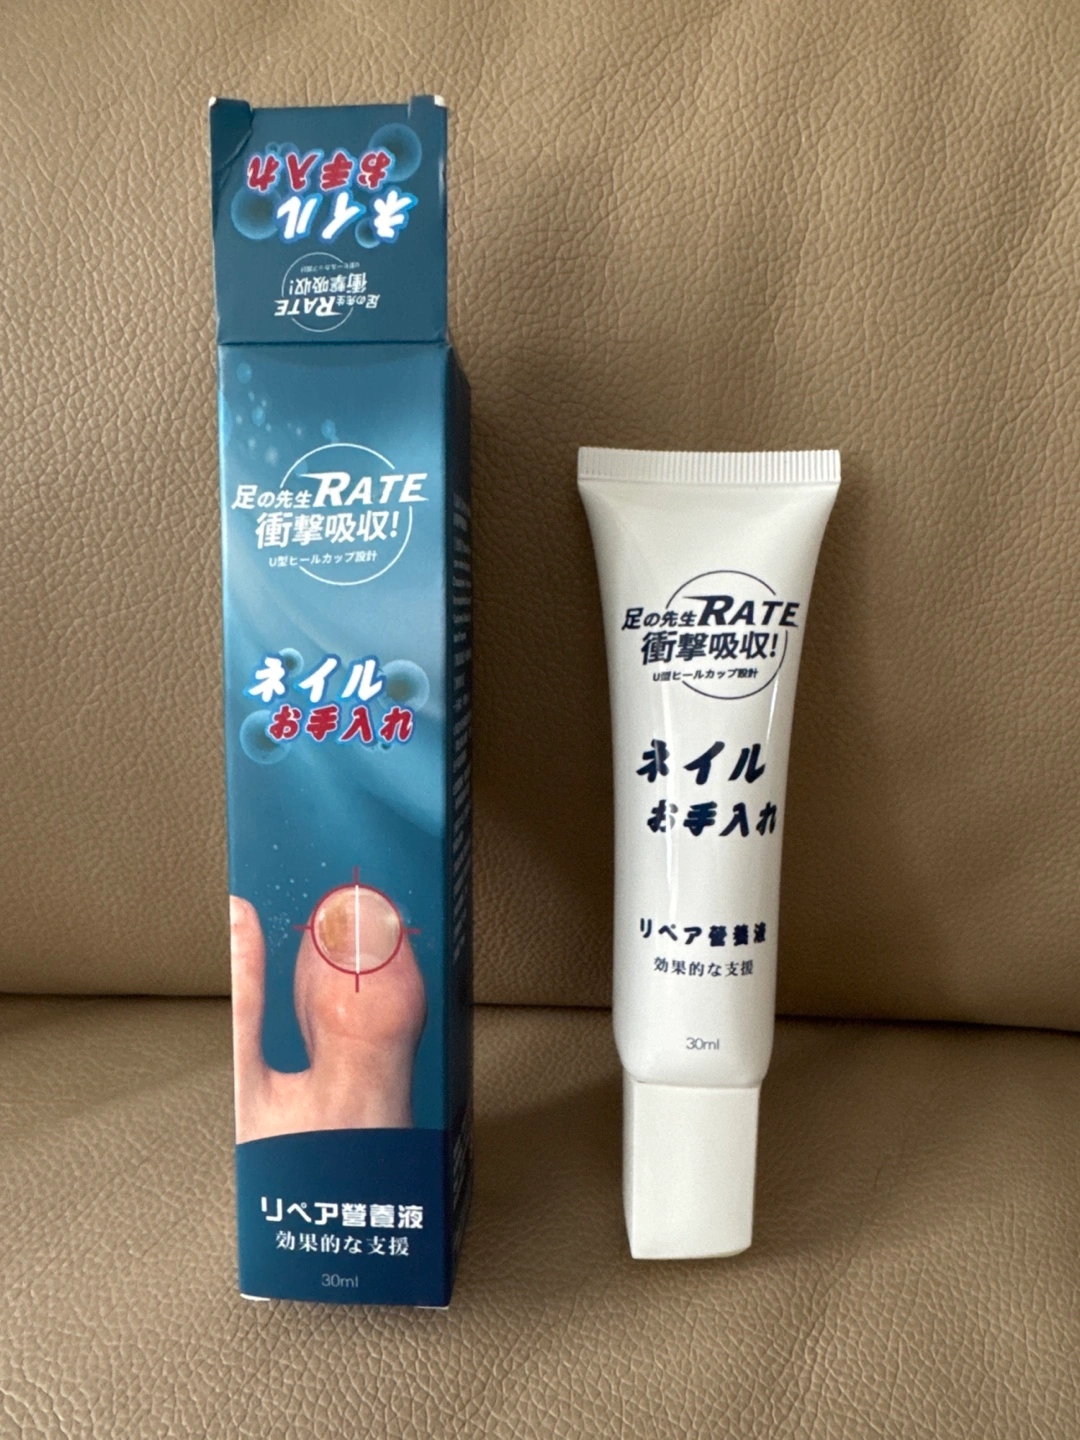 ネイル
お手入れ
足の先生RATE
衝撃吸収!
U型ヒールカップ設計
足の先生RATE
衝撃吸収!
U型ヒールカップ設計
ネイル
お手入れ
リペア營養液
効果的な支援
30ml
足の先生RATE
衝撃吸収!
U型ヒールカップ設計
ネイル
お手入れ
リペア營養液
効果的な支援
30ml